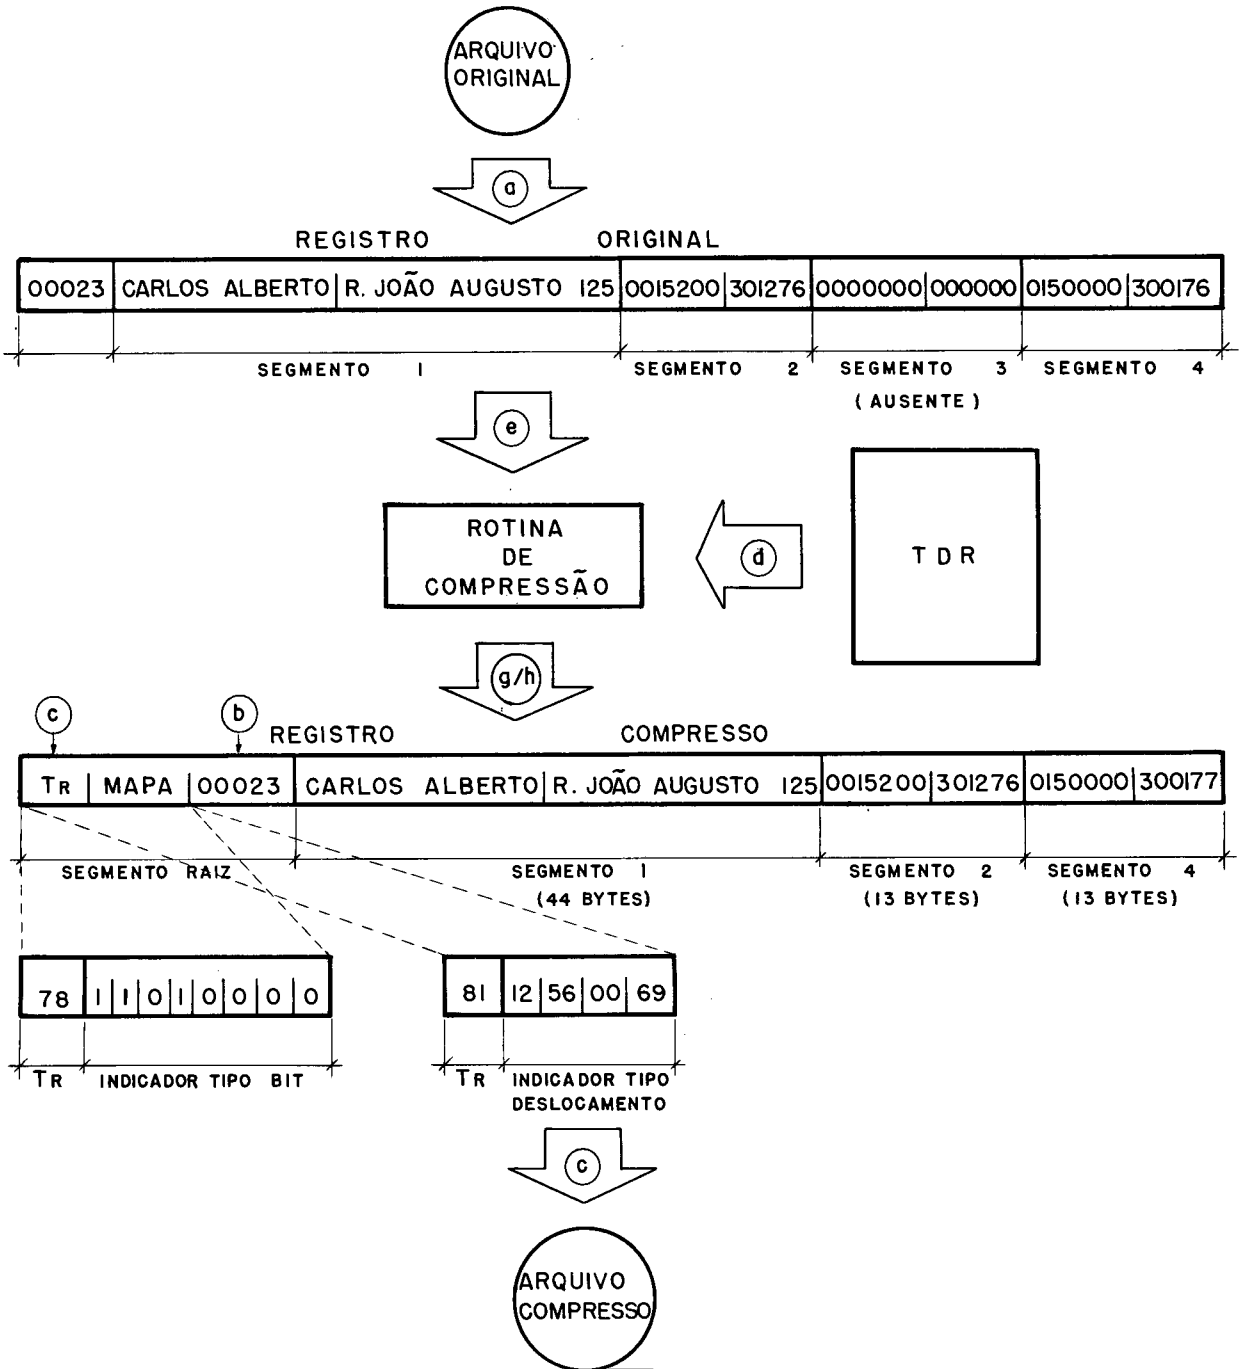 ARQUIVO
ORIGINAL
a
REGISTRO ORIGINAL
00023 CARLOS ALBERTO R. JOÃO AUGUSTO 125 0015200 301276 0000000 000000 0150000 300176
SEGMENTO 1 SEGMENTO 2 SEGMENTO 3 SEGMENTO 4
(AUSENTE)
e
ROTINA
DE
COMPRESSÃO
d
TDR
g/h
c b
REGISTRO COMPRESSO
TR MAPA 00023 CARLOS ALBERTO R. JOÃO AUGUSTO 125 0015200 301276 0150000 300177
SEGMENTO RAIZ SEGMENTO 1 SEGMENTO 2 SEGMENTO 4
(44 BYTES) (13 BYTES) (13 BYTES)
78 1 1 0 1 0 0 0 0
81 12 56 00 69
TR INDICADOR TIPO BIT
TR INDICADOR TIPO
DESLOCAMENTO
c
ARQUIVO
COMPRESSO